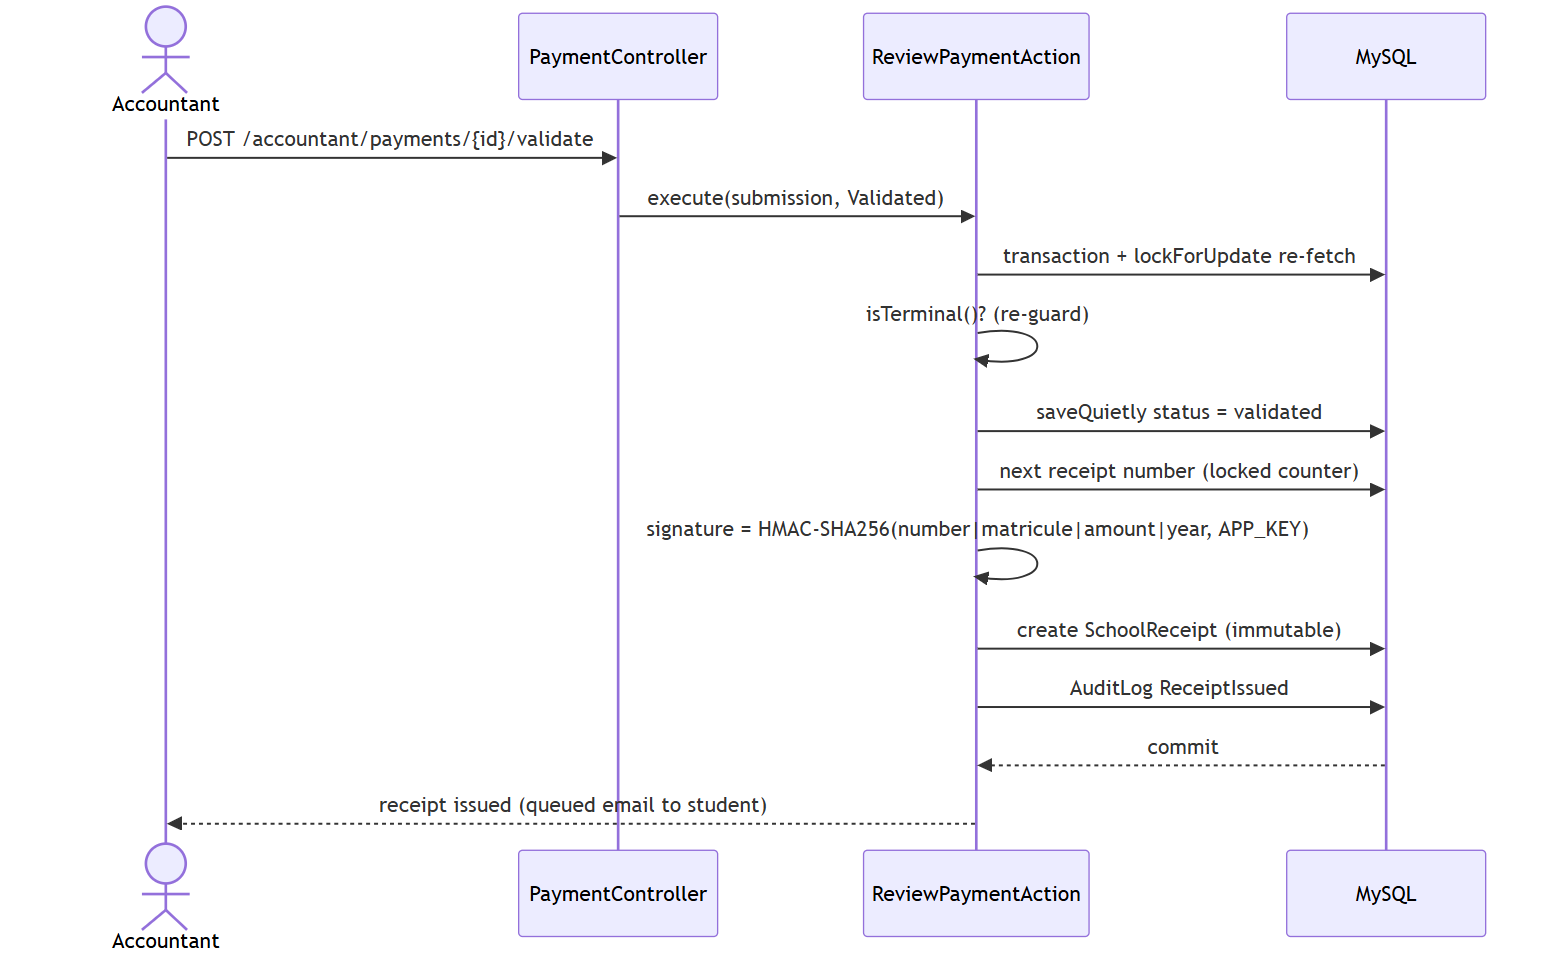 Accountant
PaymentController
ReviewPaymentAction
MySQL
POST /accountant/payments/{id}/validate
execute(submission, Validated)
transaction + lockForUpdate re-fetch
isTerminal()? (re-guard)
saveQuietly status = validated
next receipt number (locked counter)
signature = HMAC-SHA256(number|matricule|amount|year, APP_KEY)
create SchoolReceipt (immutable)
AuditLog ReceiptIssued
commit
receipt issued (queued email to student)
Accountant
PaymentController
ReviewPaymentAction
MySQL